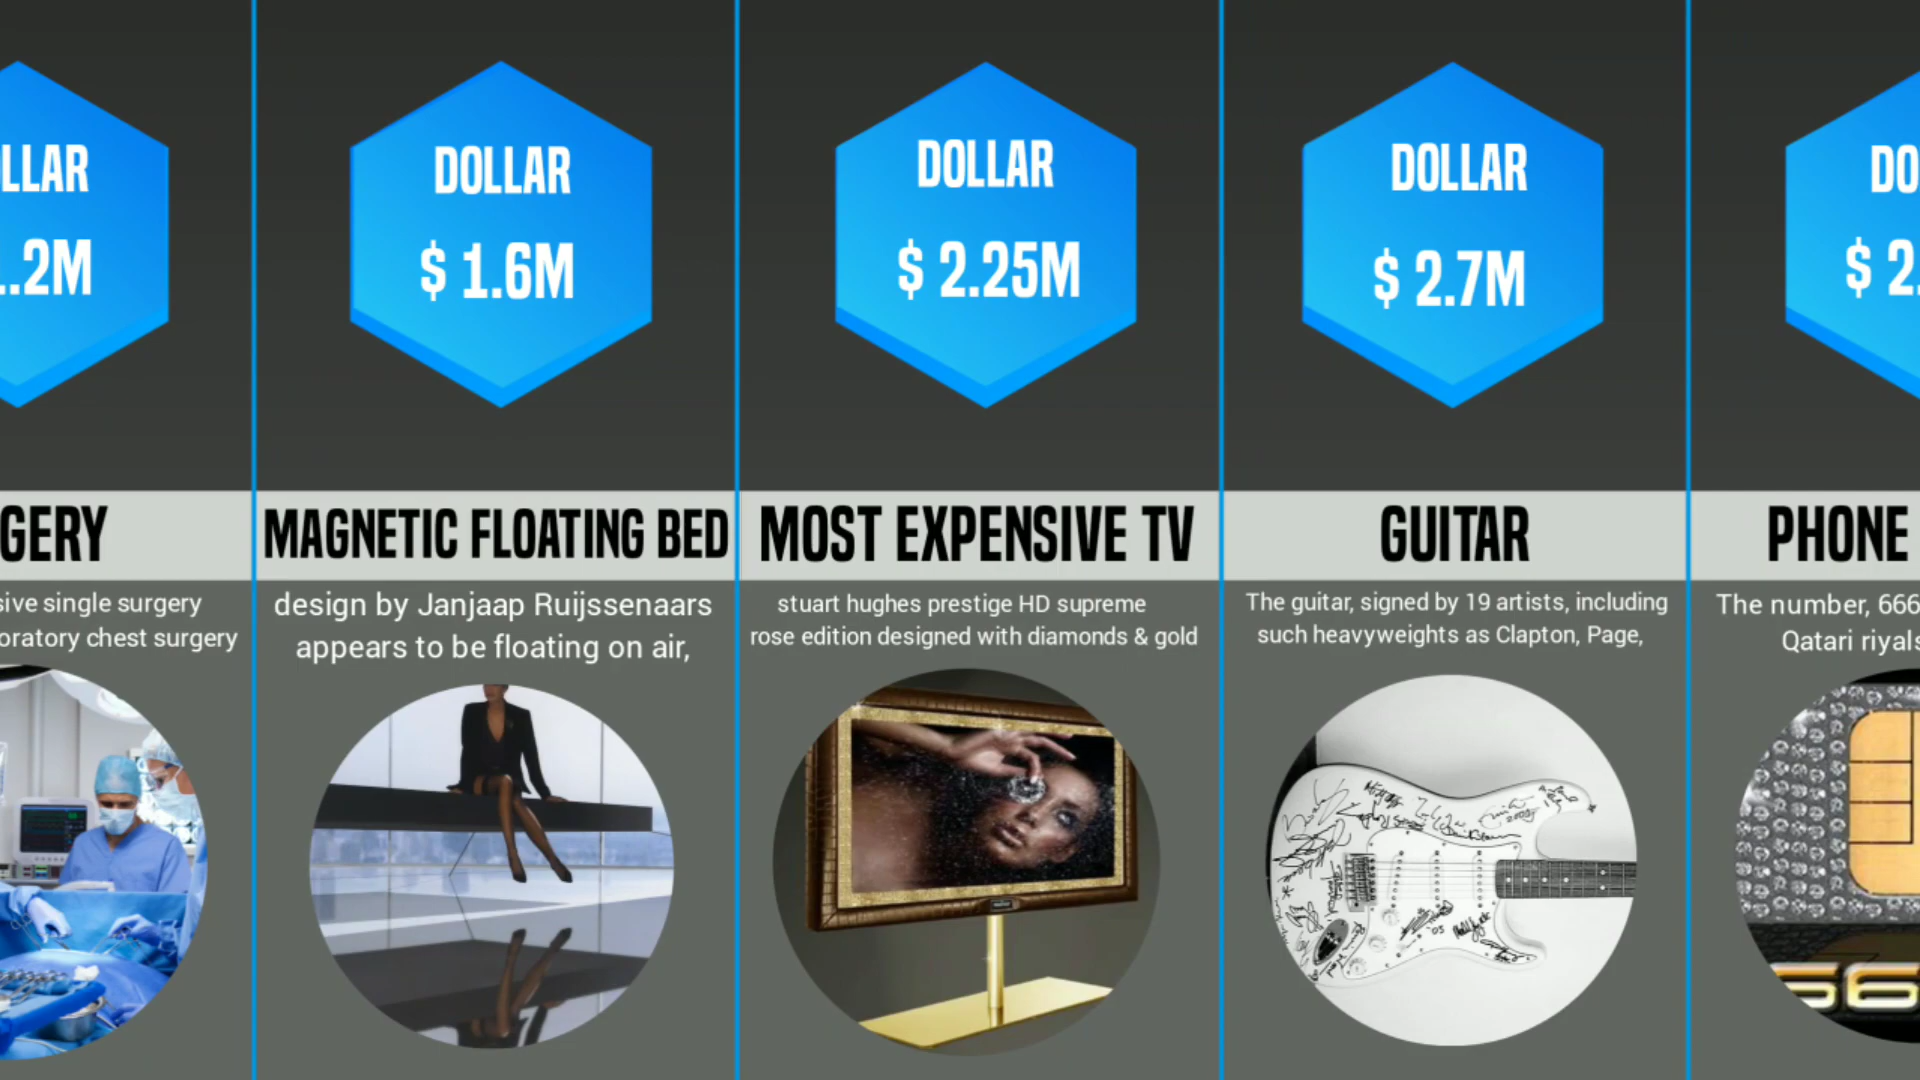 LLAR
.2M
GERY
sive single surgery
oratory chest surgery
DOLLAR
$ 1.6M
MAGNETIC FLOATING BED
design by Janjaap Ruijssenaars
appears to be floating on air,
DOLLAR
$ 2.25M
MOST EXPENSIVE TV
stuart hughes prestige HD supreme
rose edition designed with diamonds & gold
DOLLAR
$ 2.7M
GUITAR
The guitar, signed by 19 artists, including
such heavyweights as Clapton, Page,
DO
$ 2.
PHONE
The number, 666
Qatari riyals
66